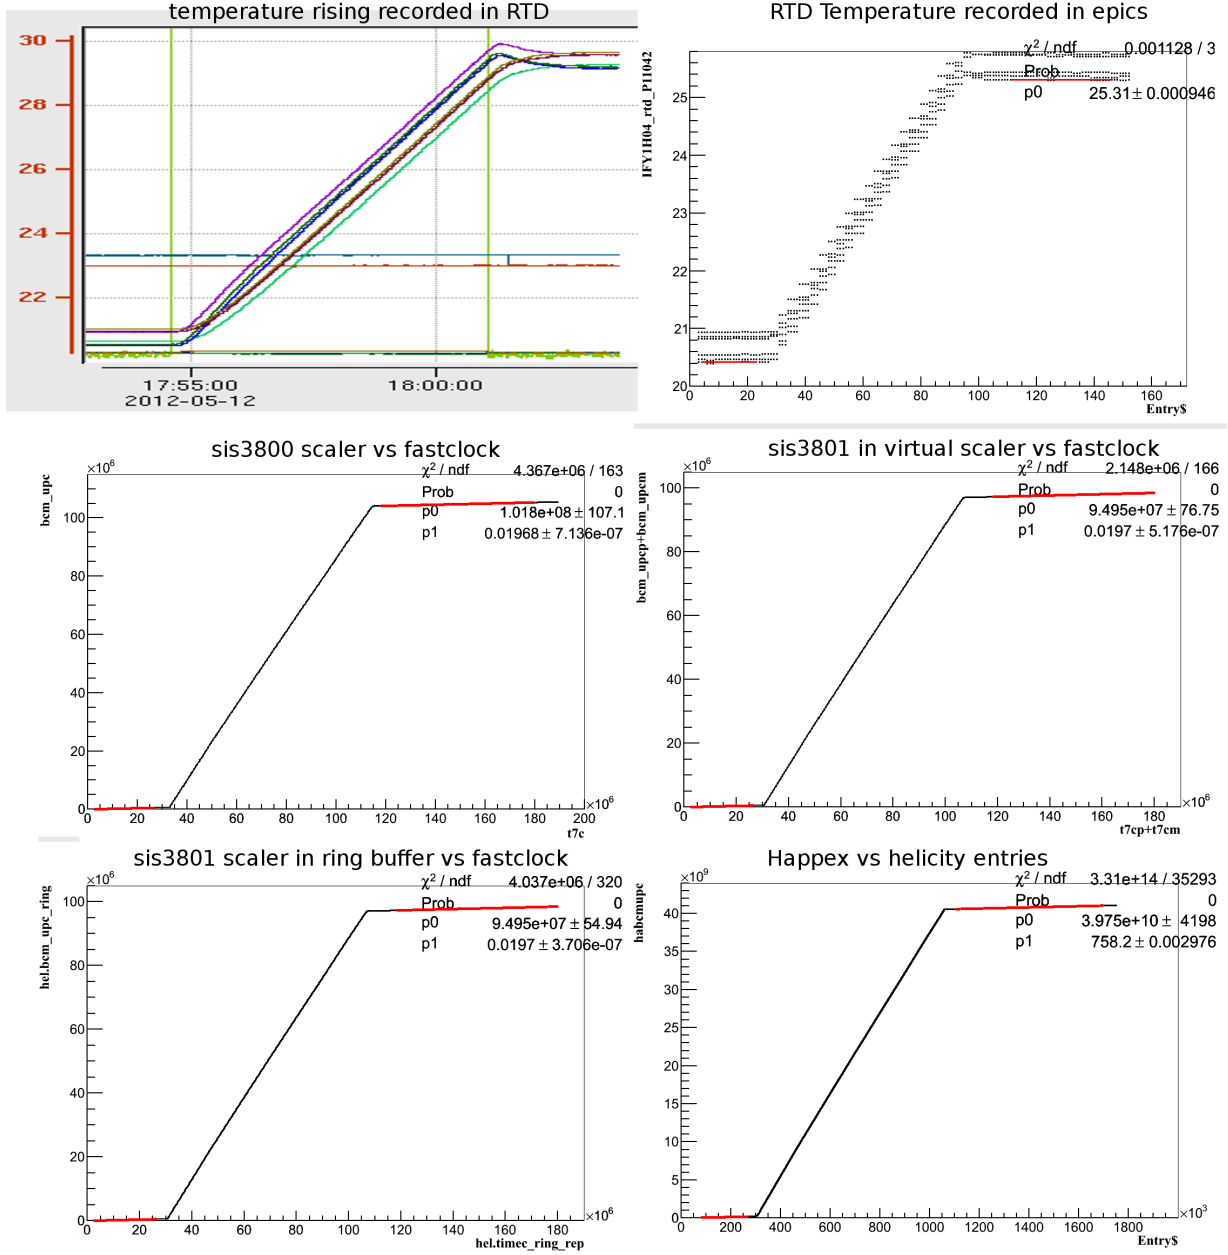 temperature rising recorded in RTD
30
28
26
24
22
17:55:00
18:00:00
2012-05-12
RTD Temperature recorded in epics
χ² / ndf 0.001128 / 3
Prob
p0 25.31 ± 0.000946
IFY1H04_rtd_P11042
25
24
23
22
21
20
0 20 40 60 80 100 120 140 160
Entry$
sis3800 scaler vs fastclock
×10⁶
χ² / ndf 4.367e+06 / 163
Prob 0
p0 1.018e+08 ± 107.1
p1 0.01968 ± 7.136e-07
bcm_upc
100
80
60
40
20
0
0 20 40 60 80 100 120 140 160 180 200
×10⁶
t7c
sis3801 in virtual scaler vs fastclock
×10⁶
χ² / ndf 2.148e+06 / 166
Prob 0
p0 9.495e+07 ± 76.75
p1 0.0197 ± 5.176e-07
bcm_upcp+bcm_upcm
100
80
60
40
20
0
0 20 40 60 80 100 120 140 160 180
×10⁶
t7cp+t7cm
sis3801 scaler in ring buffer vs fastclock
×10⁶
χ² / ndf 4.037e+06 / 320
Prob 0
p0 9.495e+07 ± 54.94
p1 0.0197 ± 3.706e-07
hel.bcm_upc_ring
100
80
60
40
20
0
0 20 40 60 80 100 120 140 160 180
×10⁶
hel.timec_ring_rep
Happex vs helicity entries
×10⁹
χ² / ndf 3.31e+14 / 35293
Prob 0
p0 3.975e+10 ± 4198
p1 758.2 ± 0.002976
habcmupc
40
35
30
25
20
15
10
5
0
0 200 400 600 800 1000 1200 1400 1600 1800
×10³
Entry$